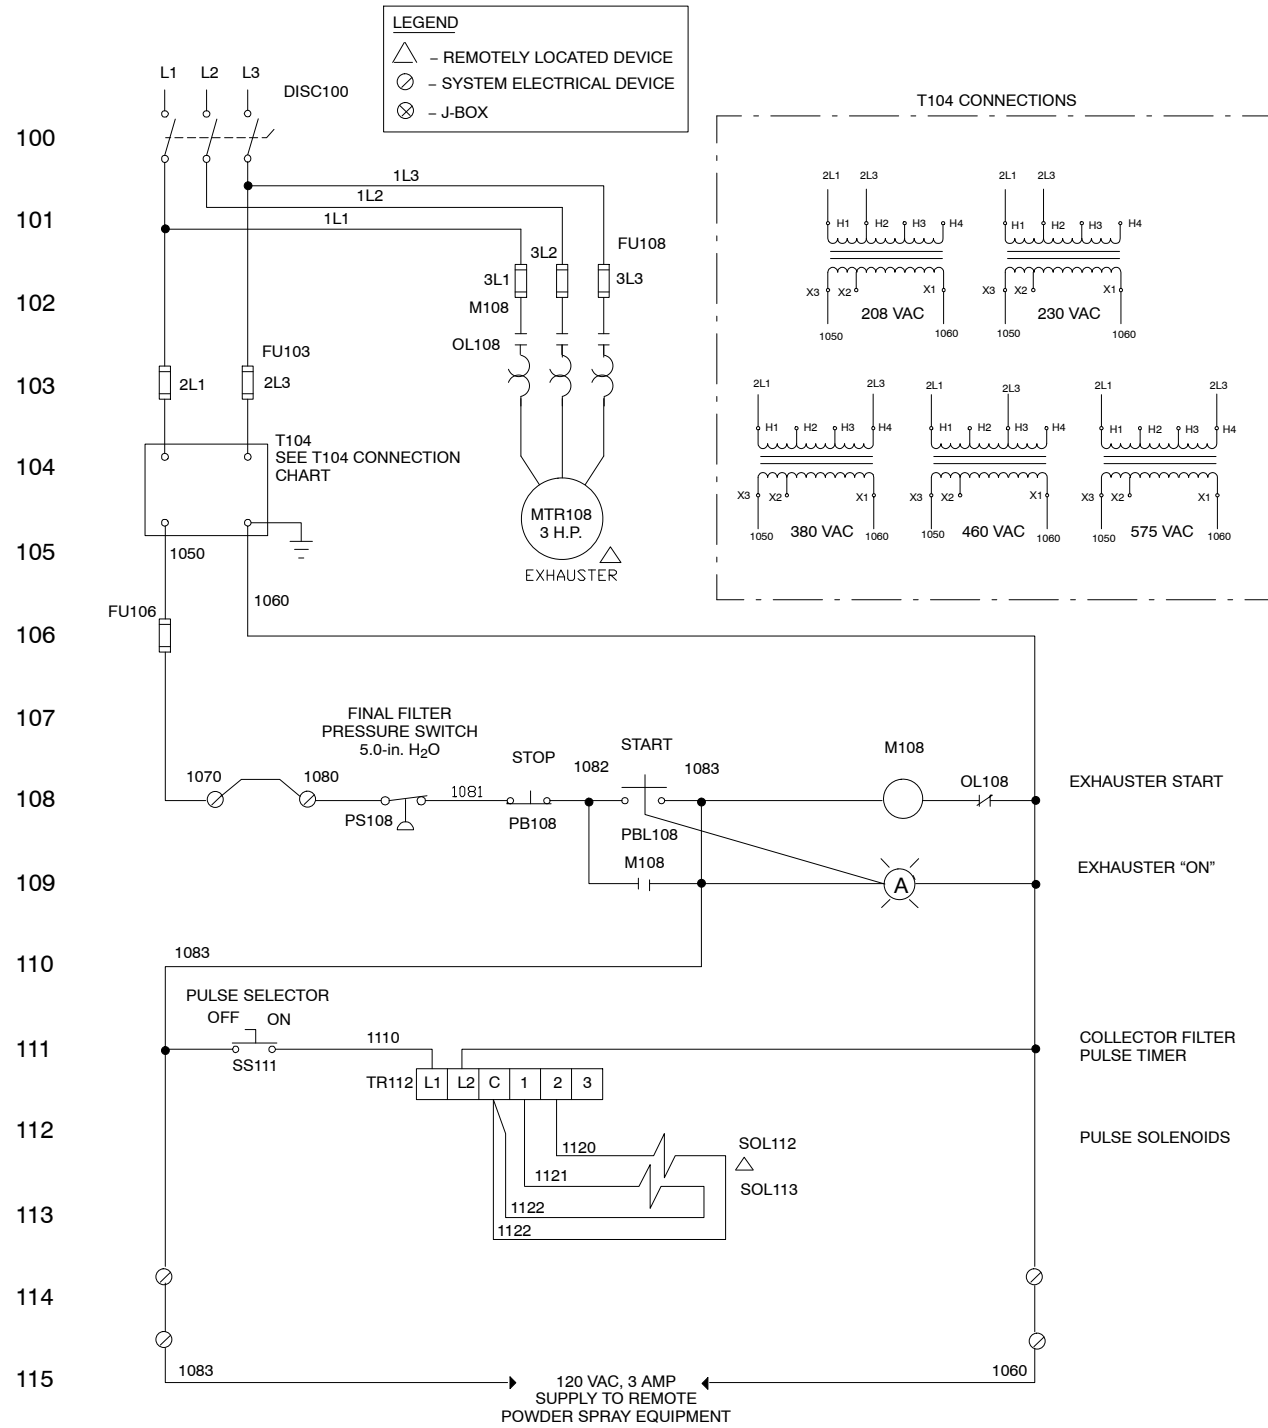 LEGEND
– REMOTELY LOCATED DEVICE
– SYSTEM ELECTRICAL DEVICE
– J-BOX
L1 L2 L3
DISC100
T104 CONNECTIONS
100
1L3
1L2
1L1
101
2L1 2L3
H1 H2 H3 H4
X3 X2 X1
208 VAC
1050 1060
2L1 2L3
H1 H2 H3 H4
X3 X2 X1
230 VAC
1050 1060
FU108
3L2
3L1 3L3
102
M108
OL108
FU103
103
2L1 2L3
2L1 2L3
H1 H2 H3 H4
X3 X2 X1
380 VAC
1050 1060
2L1 2L3
H1 H2 H3 H4
X3 X2 X1
460 VAC
1050 1060
2L1 2L3
H1 H2 H3 H4
X3 X2 X1
575 VAC
1050 1060
104
T104
SEE T104 CONNECTION
CHART
MTR108
3 H.P.
EXHAUSTER
105
1050
1060
FU106
106
107
FINAL FILTER
PRESSURE SWITCH
5.0-in. H2O
STOP
START
M108
1070 1080 1081 1082 1083
OL108
EXHAUSTER START
108
PS108 PB108 PBL108
M108
109
A
EXHAUSTER “ON”
110
1083
PULSE SELECTOR
OFF ON
111
1110
SS111
COLLECTOR FILTER
PULSE TIMER
TR112 L1 L2 C 1 2 3
112
PULSE SOLENOIDS
1120
SOL112
1121
SOL113
113
1122
1122
114
115
1083
1060
120 VAC, 3 AMP
SUPPLY TO REMOTE
POWDER SPRAY EQUIPMENT